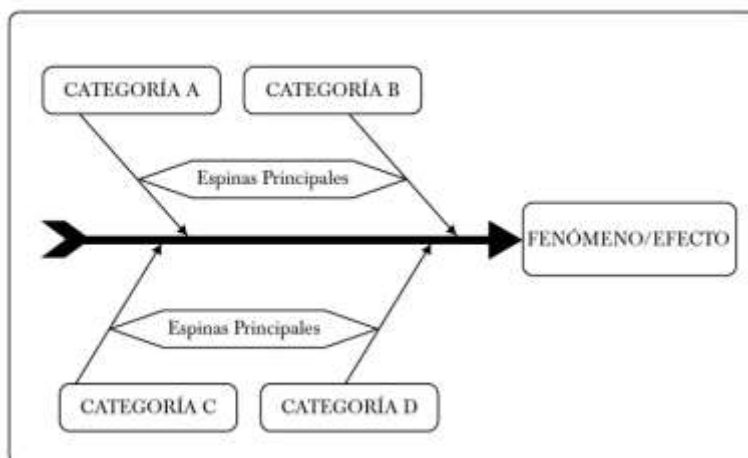 CATEGORÍA A
CATEGORÍA B
Espinas Principales
FENÓMENO/EFECTO
Espinas Principales
CATEGORÍA C
CATEGORÍA D